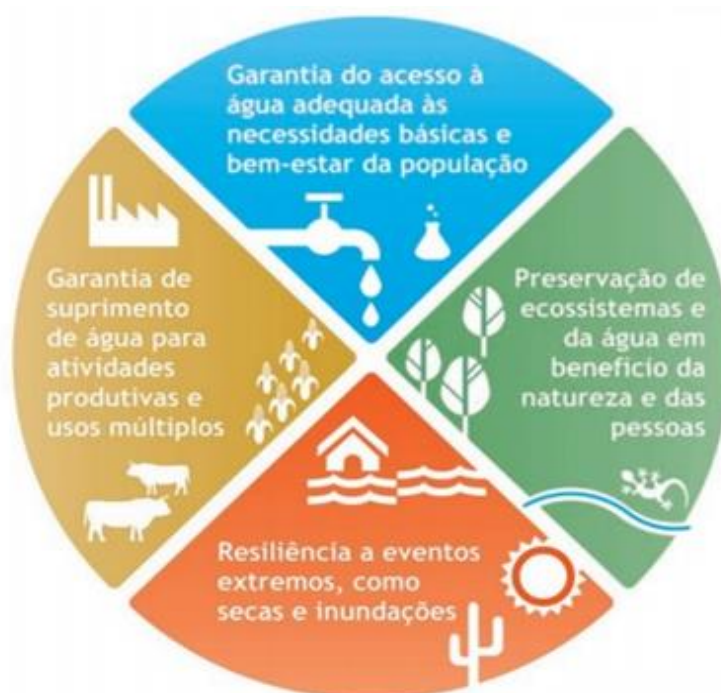 Garantia do acesso à
água adequada às
necessidades básicas e
bem-estar da população
Garantia de
suprimento
de água para
atividades
produtivas e
usos múltiplos
Preservação de
ecossistemas e
da água em
benefício da
natureza e das
pessoas
Resiliência a eventos
extremos, como
secas e inundações